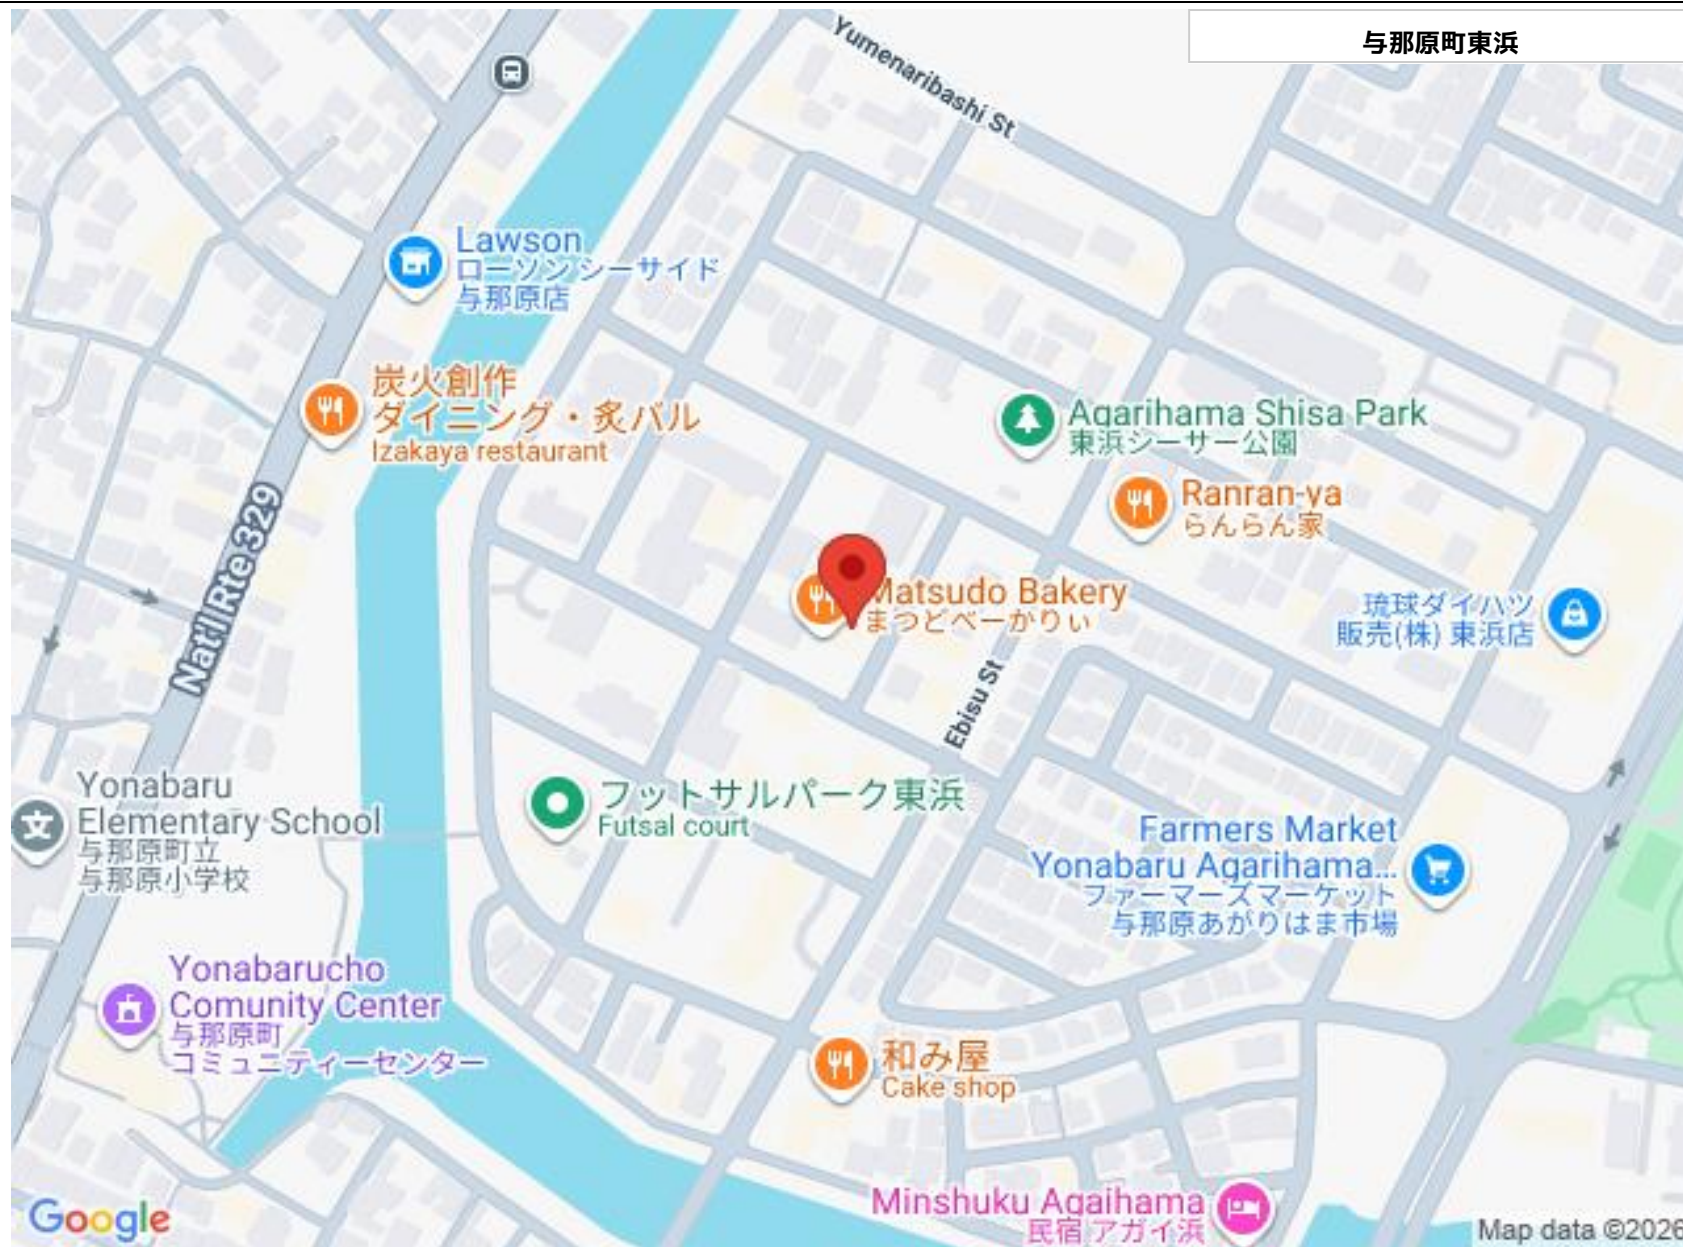 与那原町東浜
Yumenaribashi St
Lawson
ローソン シーサイド
与那原店
炭火創作
ダイニング・炙バル
Izakaya restaurant
Agarihama Shisa Park
東浜シーサー公園
Ranran-ya
らんらん家
Nat'l Rte 329
Matsudo Bakery
まつどべーかりぃ
琉球ダイハツ
販売(株) 東浜店
Ebisu St
Yonabaru
Elementary School
与那原町立
与那原小学校
フットサルパーク東浜
Futsal court
Farmers Market
Yonabaru Agarihama...
ファーマーズマーケット
与那原あがりはま市場
Yonabarucho
Comunity Center
与那原町
コミュニティーセンター
和み屋
Cake shop
Minshuku Agaihama
民宿 アガイ浜
Google
Map data ©2026